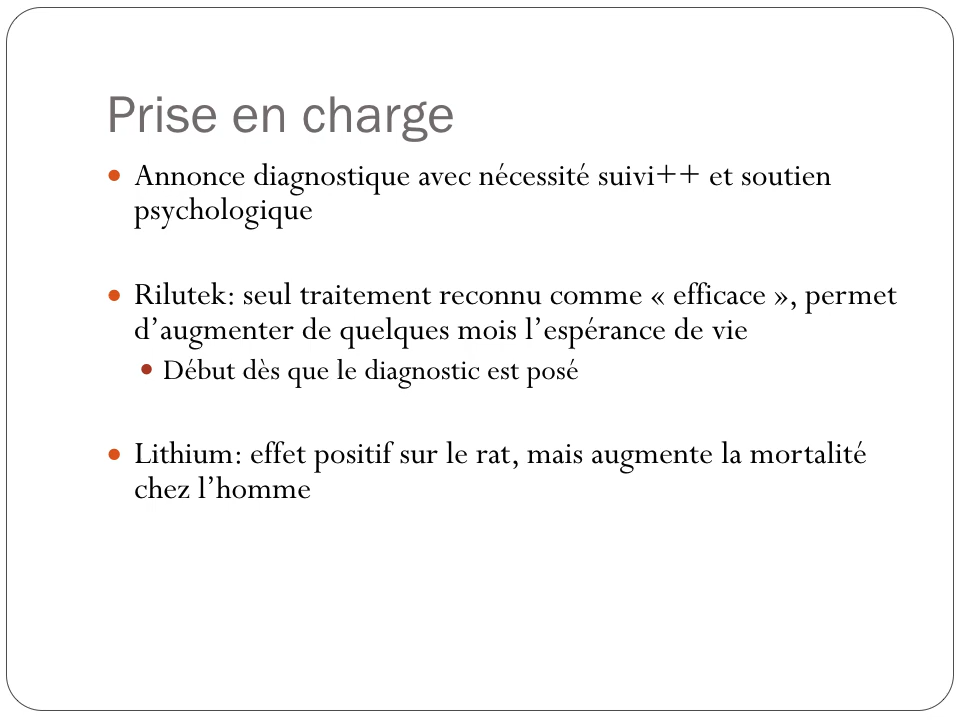 Prise en charge
Annonce diagnostique avec nécessité suivi++ et soutien
psychologique
Rilutek: seul traitement reconnu comme « efficace », permet
d’augmenter de quelques mois l’espérance de vie
Début dès que le diagnostic est posé
Lithium: effet positif sur le rat, mais augmente la mortalité
chez l’homme